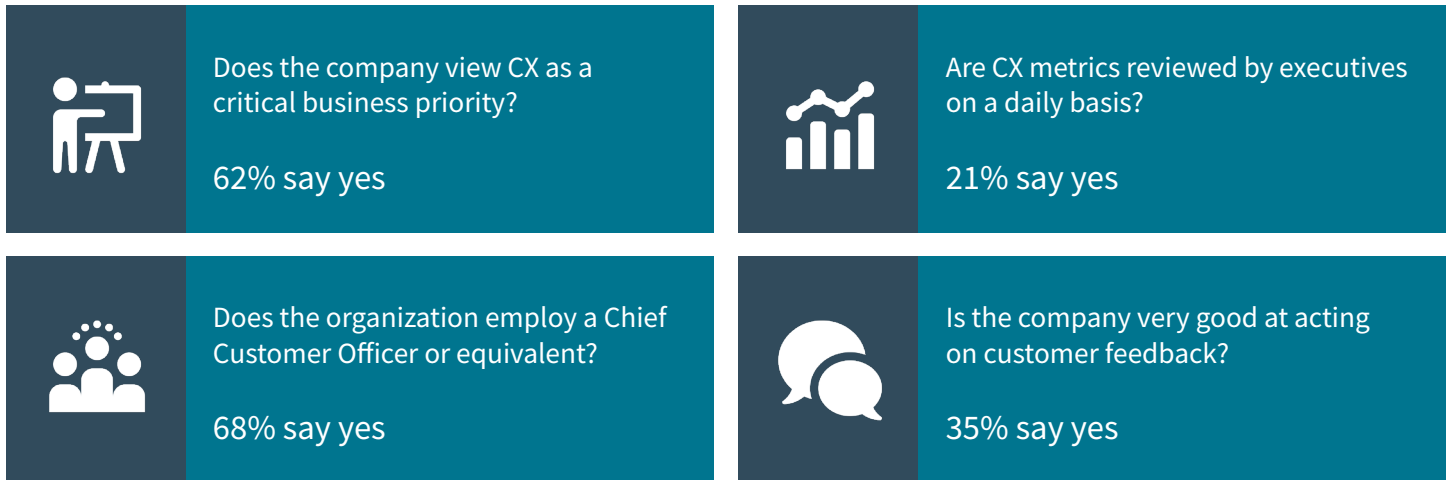 Does the company view CX as a
critical business priority?
62% say yes
Are CX metrics reviewed by executives
on a daily basis?
21% say yes
Does the organization employ a Chief
Customer Officer or equivalent?
68% say yes
Is the company very good at acting
on customer feedback?
35% say yes